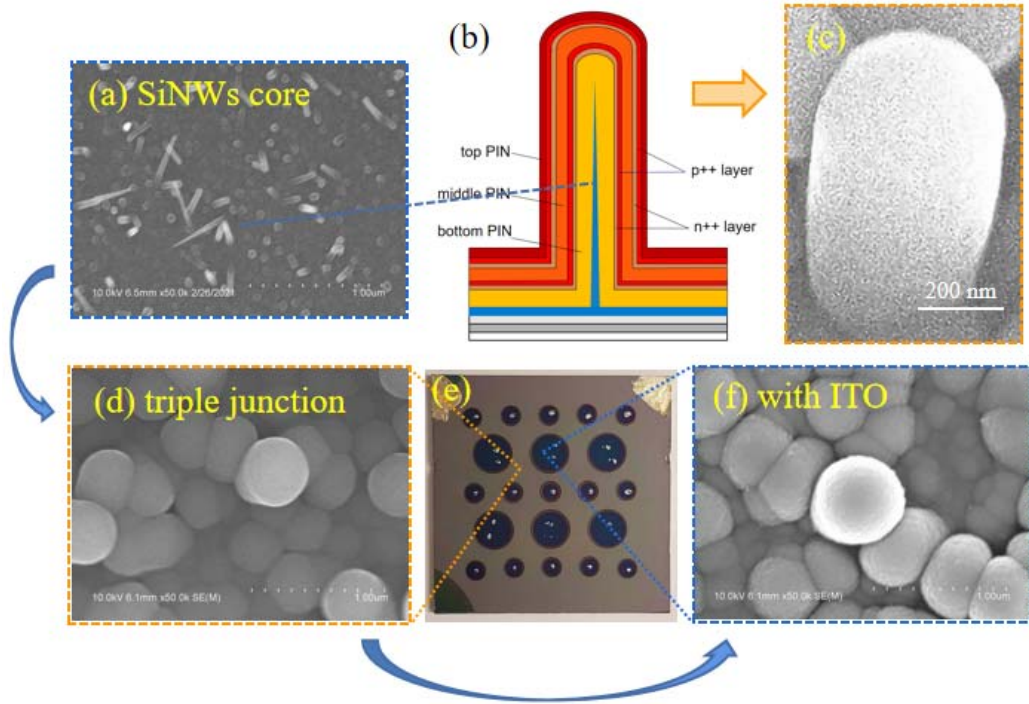 (a) SiNWs core
10.0kV 6.5mm x50.0k 2/26/2021
1.00um
(b)
top PIN
middle PIN
bottom PIN
p++ layer
n++ layer
(c)
200 nm
(d) triple junction
10.0kV 6.1mm x50.0k SE(M)
1.00um
(e)
(f) with ITO
10.0kV 6.1mm x50.0k SE(M)
1.00um